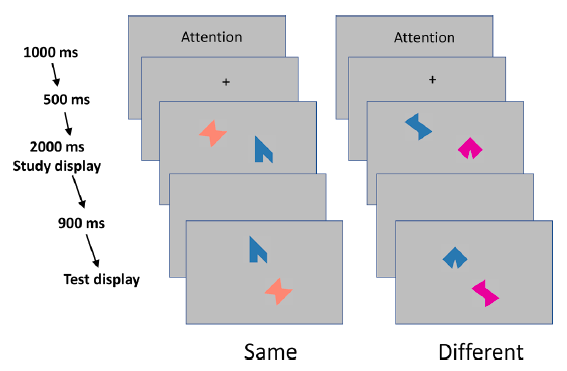 Attention
Attention
1000 ms
+
+
500 ms
2000 ms
Study display
900 ms
Test display
Same
Different